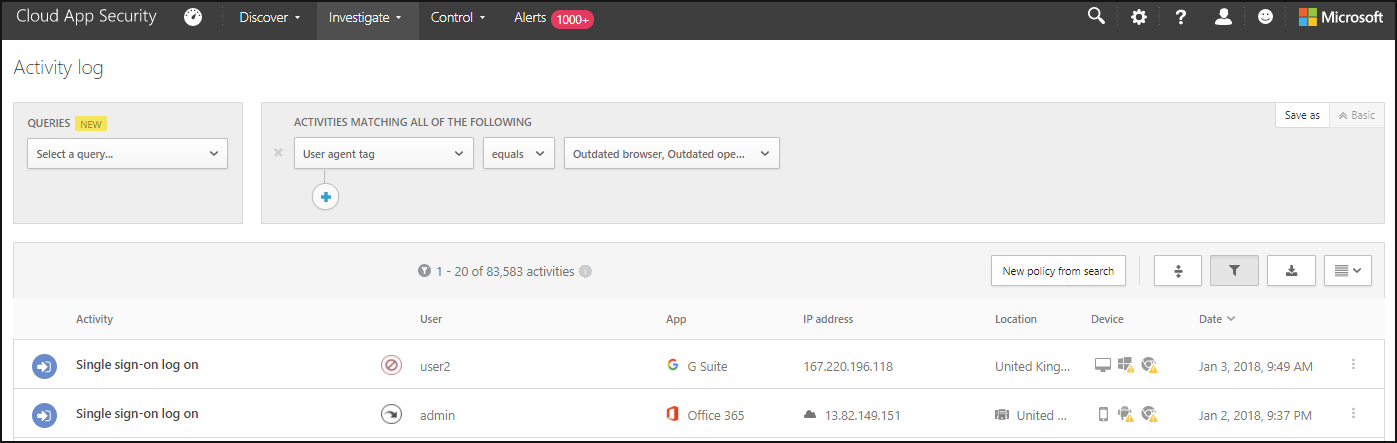 Cloud App Security Discover Investigate Control Alerts 1000+ ? Microsoft
Activity log
QUERIES NEW
Select a query...
ACTIVITIES MATCHING ALL OF THE FOLLOWING
Save as Basic
User agent tag equals Outdated browser, Outdated ope...
1 - 20 of 83,583 activities
New policy from search
Activity User App IP address Location Device Date
Single sign-on log on user2 G Suite 167.220.196.118 United King... Jan 3, 2018, 9:49 AM
Single sign-on log on admin Office 365 13.82.149.151 United ... Jan 2, 2018, 9:37 PM